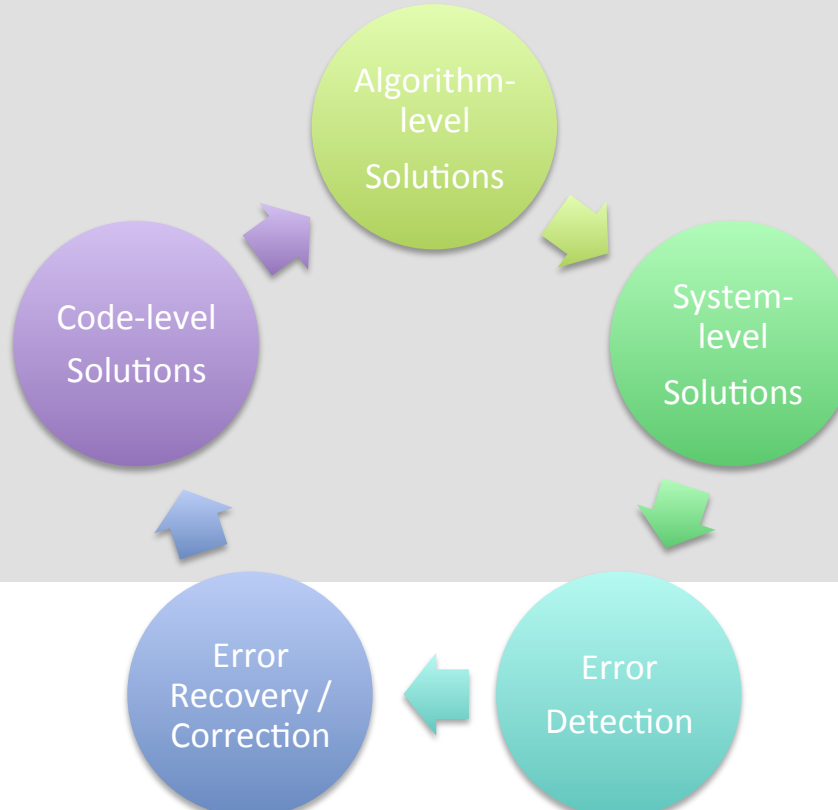 Algorithm-
level
Solutions
System-
level
Solutions
Error
Detection
Error
Recovery /
Correction
Code-level
Solutions